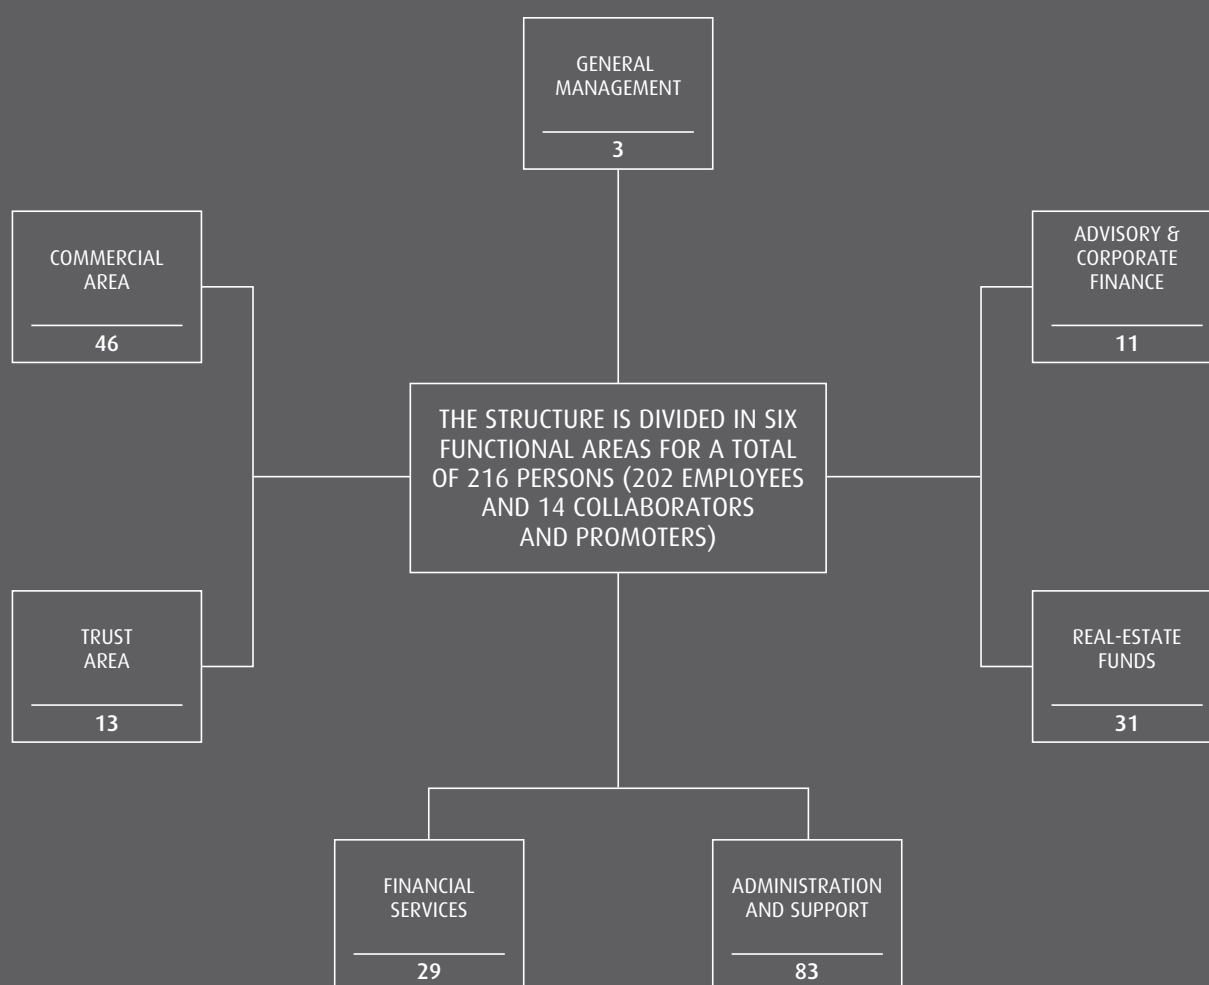 GENERAL
MANAGEMENT
3
COMMERCIAL
AREA
46
ADVISORY &
CORPORATE
FINANCE
11
THE STRUCTURE IS DIVIDED IN SIX
FUNCTIONAL AREAS FOR A TOTAL
OF 216 PERSONS (202 EMPLOYEES
AND 14 COLLABORATORS
AND PROMOTERS)
TRUST
AREA
13
REAL-ESTATE
FUNDS
31
FINANCIAL
SERVICES
29
ADMINISTRATION
AND SUPPORT
83